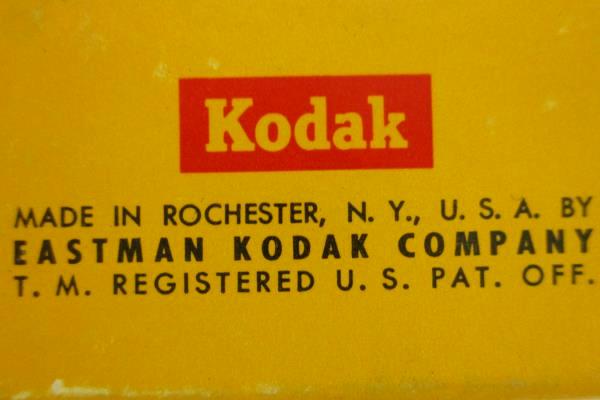 Kodak
MADE IN ROCHESTER, N. Y., U. S. A. BY
EASTMAN KODAK COMPANY
T. M. REGISTERED U. S. PAT. OFF.